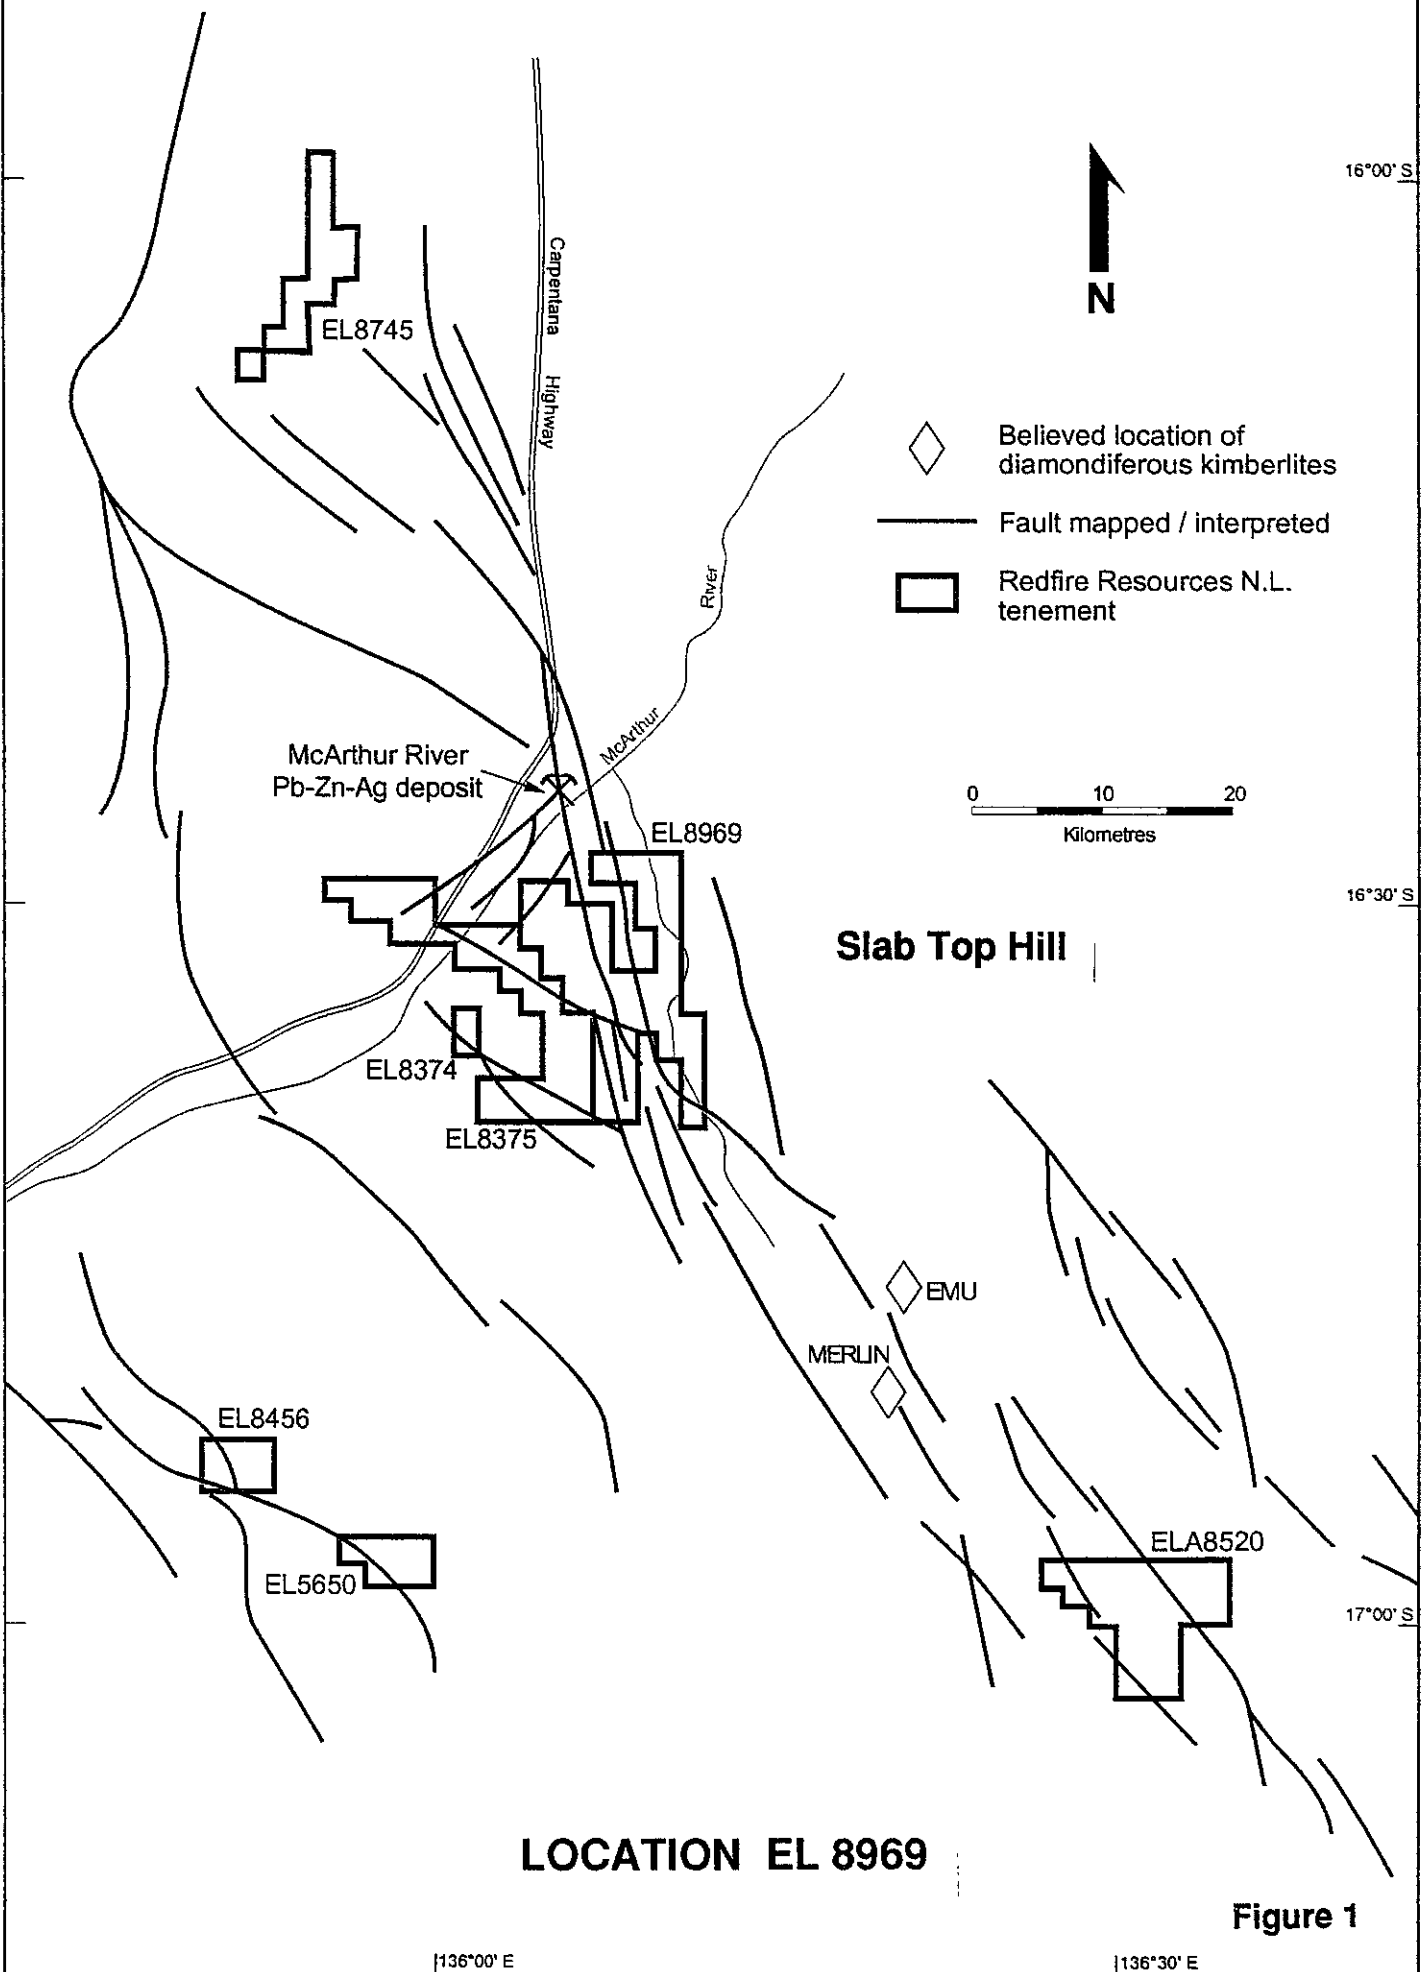 16°00' S
N
EL8745
Carpentana Highway
Believed location of
diamondiferous kimberlites
Fault mapped / interpreted
Redfire Resources N.L.
tenement
River
McArthur
McArthur River
Pb-Zn-Ag deposit
0 10 20
Kilometres
EL8969
16°30' S
Slab Top Hill
EL8374
EL8375
EMU
MERLIN
EL8456
ELA8520
EL5650
17°00' S
LOCATION EL 8969
Figure 1
136°00' E
136°30' E